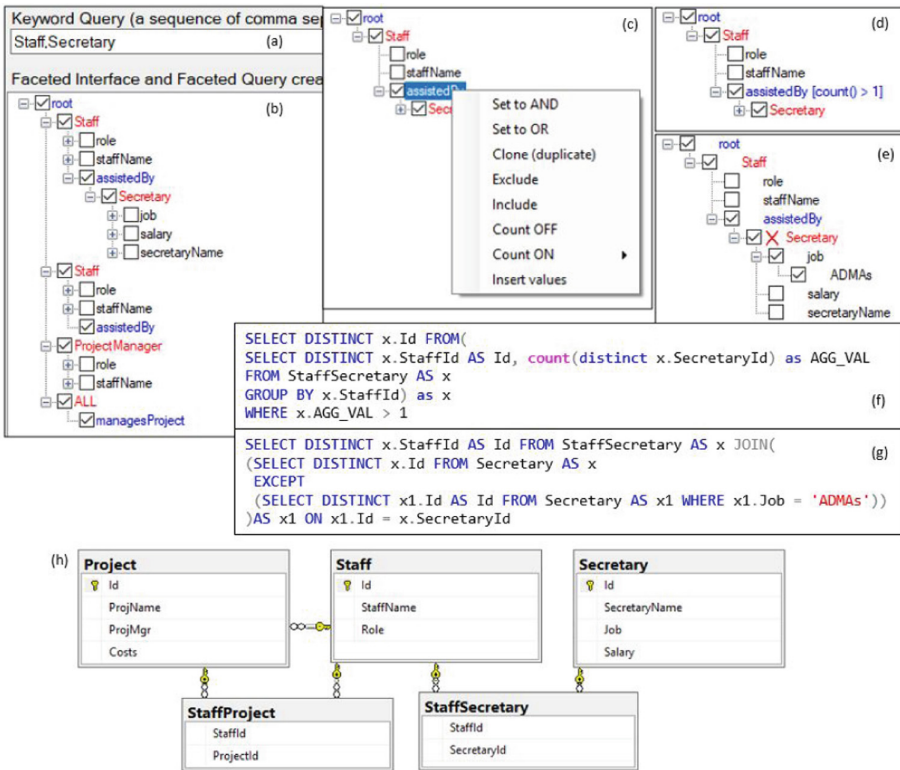 Keyword Query (a sequence of comma sep
Staff,Secretary
(a)
Faceted Interface and Faceted Query crea
(b)
root
Staff
role
staffName
assistedBy
Secretary
job
salary
secretaryName
Staff
role
staffName
assistedBy
ProjectManager
role
staffName
ALL
managesProject
(c)
root
Staff
role
staffName
assistedB
Sec
Set to AND
Set to OR
Clone (duplicate)
Exclude
Include
Count OFF
Count ON
Insert values
(d)
root
Staff
role
staffName
assistedBy [count() > 1]
Secretary
(e)
root
Staff
role
staffName
assistedBy
Secretary
job
ADMAs
salary
secretaryName
SELECT DISTINCT x.Id FROM(
SELECT DISTINCT x.StaffId AS Id, count(distinct x.SecretaryId) as AGG_VAL
FROM StaffSecretary AS x
GROUP BY x.StaffId) as x
WHERE x.AGG_VAL > 1
(f)
SELECT DISTINCT x.StaffId AS Id FROM StaffSecretary AS x JOIN(
(SELECT DISTINCT x.Id FROM Secretary AS x
EXCEPT
(SELECT DISTINCT x1.Id AS Id FROM Secretary AS x1 WHERE x1.Job = 'ADMAs'))
)AS x1 ON x1.Id = x.SecretaryId
(g)
(h)
Project
Id
ProjName
ProjMgr
Costs
Staff
Id
StaffName
Role
Secretary
Id
SecretaryName
Job
Salary
StaffProject
StaffId
ProjectId
StaffSecretary
StaffId
SecretaryId